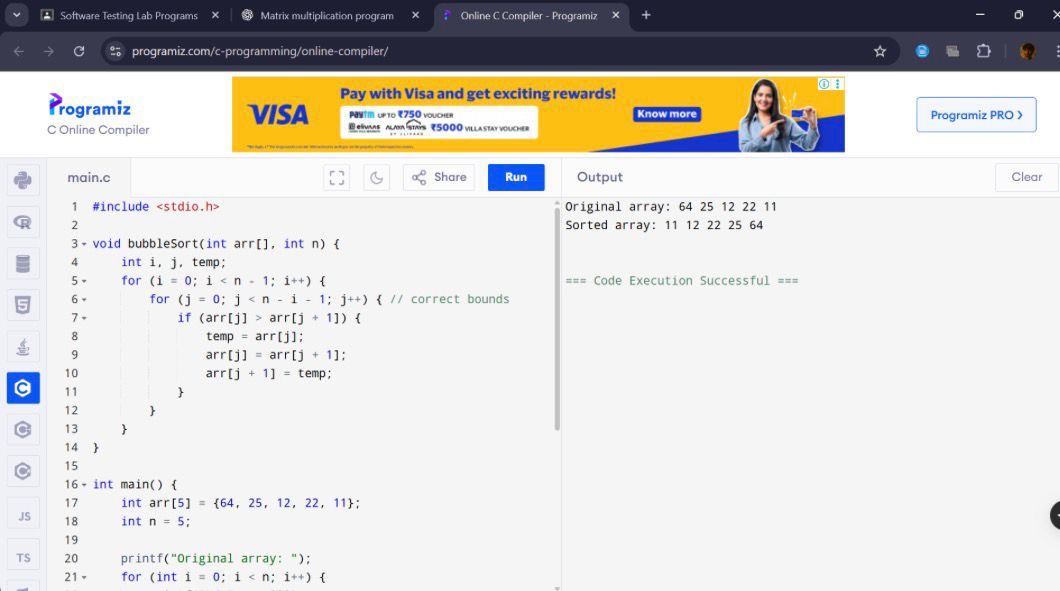 Software Testing Lab Programs
Matrix multiplication program
Online C Compiler - Programiz
programiz.com/c-programming/online-compiler/
Programiz
C Online Compiler
VISA
Pay with Visa and get exciting rewards!
paytm UP TO ₹750 VOUCHER
elivaas ALAYA STAYS ₹5000 VILLA STAY VOUCHER
Know more
Programiz PRO >
main.c
Share
Run
Output
Clear
1 #include <stdio.h>
2
3 void bubbleSort(int arr[], int n) {
4 int i, j, temp;
5 for (i = 0; i < n - 1; i++) {
6 for (j = 0; j < n - i - 1; j++) { // correct bounds
7 if (arr[j] > arr[j + 1]) {
8 temp = arr[j];
9 arr[j] = arr[j + 1];
10 arr[j + 1] = temp;
11 }
12 }
13 }
14 }
15
16 int main() {
17 int arr[5] = {64, 25, 12, 22, 11};
18 int n = 5;
19
20 printf("Original array: ");
21 for (int i = 0; i < n; i++) {
Original array: 64 25 12 22 11
Sorted array: 11 12 22 25 64
=== Code Execution Successful ===
JS
TS